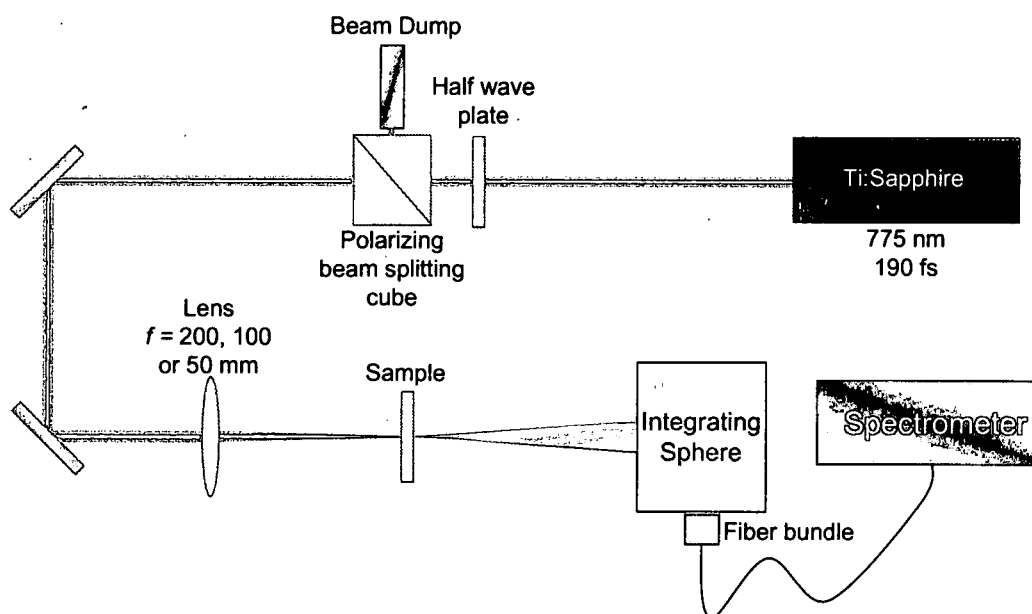 Beam Dump
Half wave
plate
Ti:Sapphire
775 nm
190 fs
Polarizing
beam splitting
cube
Lens
f = 200, 100
or 50 mm
Sample
Integrating
Sphere
Spectrometer
Fiber bundle